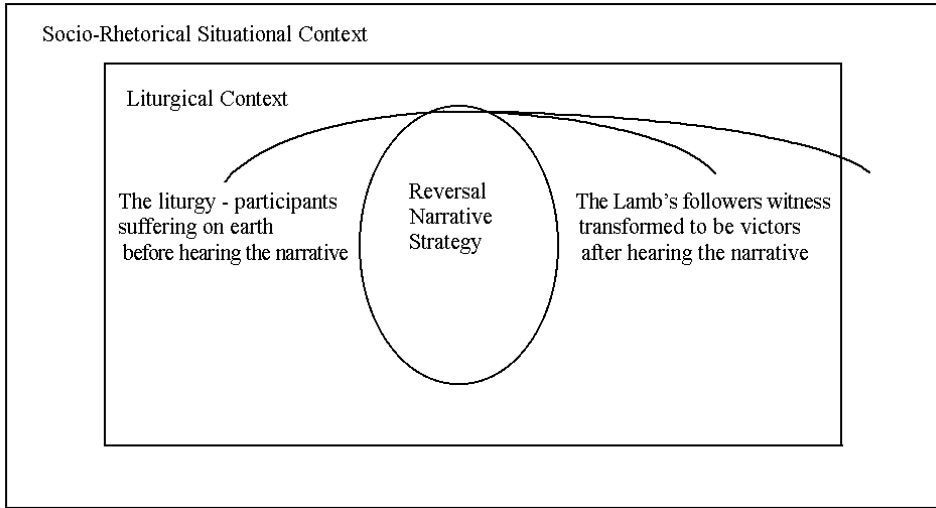 Socio-Rhetorical Situational Context
Liturgical Context
The liturgy - participants
suffering on earth
before hearing the narrative
Reversal
Narrative
Strategy
The Lamb's followers witness
transformed to be victors
after hearing the narrative